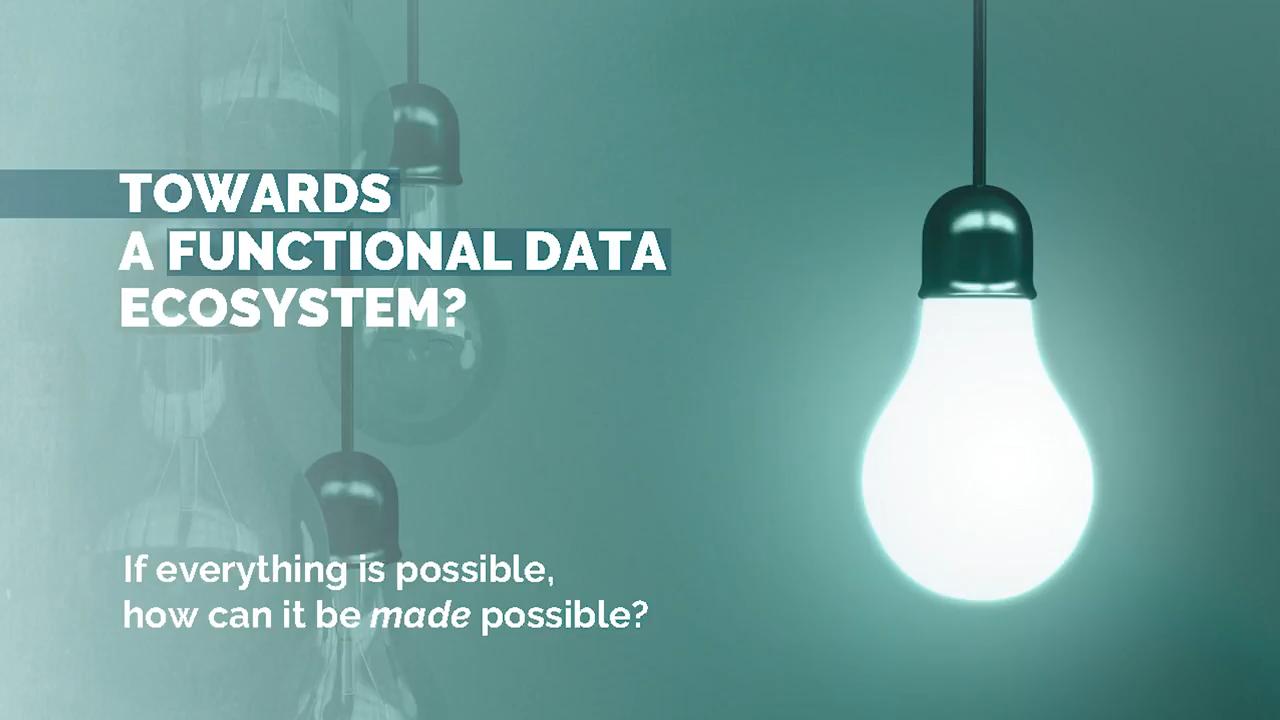 TOWARDS
A FUNCTIONAL DATA
ECOSYSTEM?
If everything is possible,
how can it be made possible?